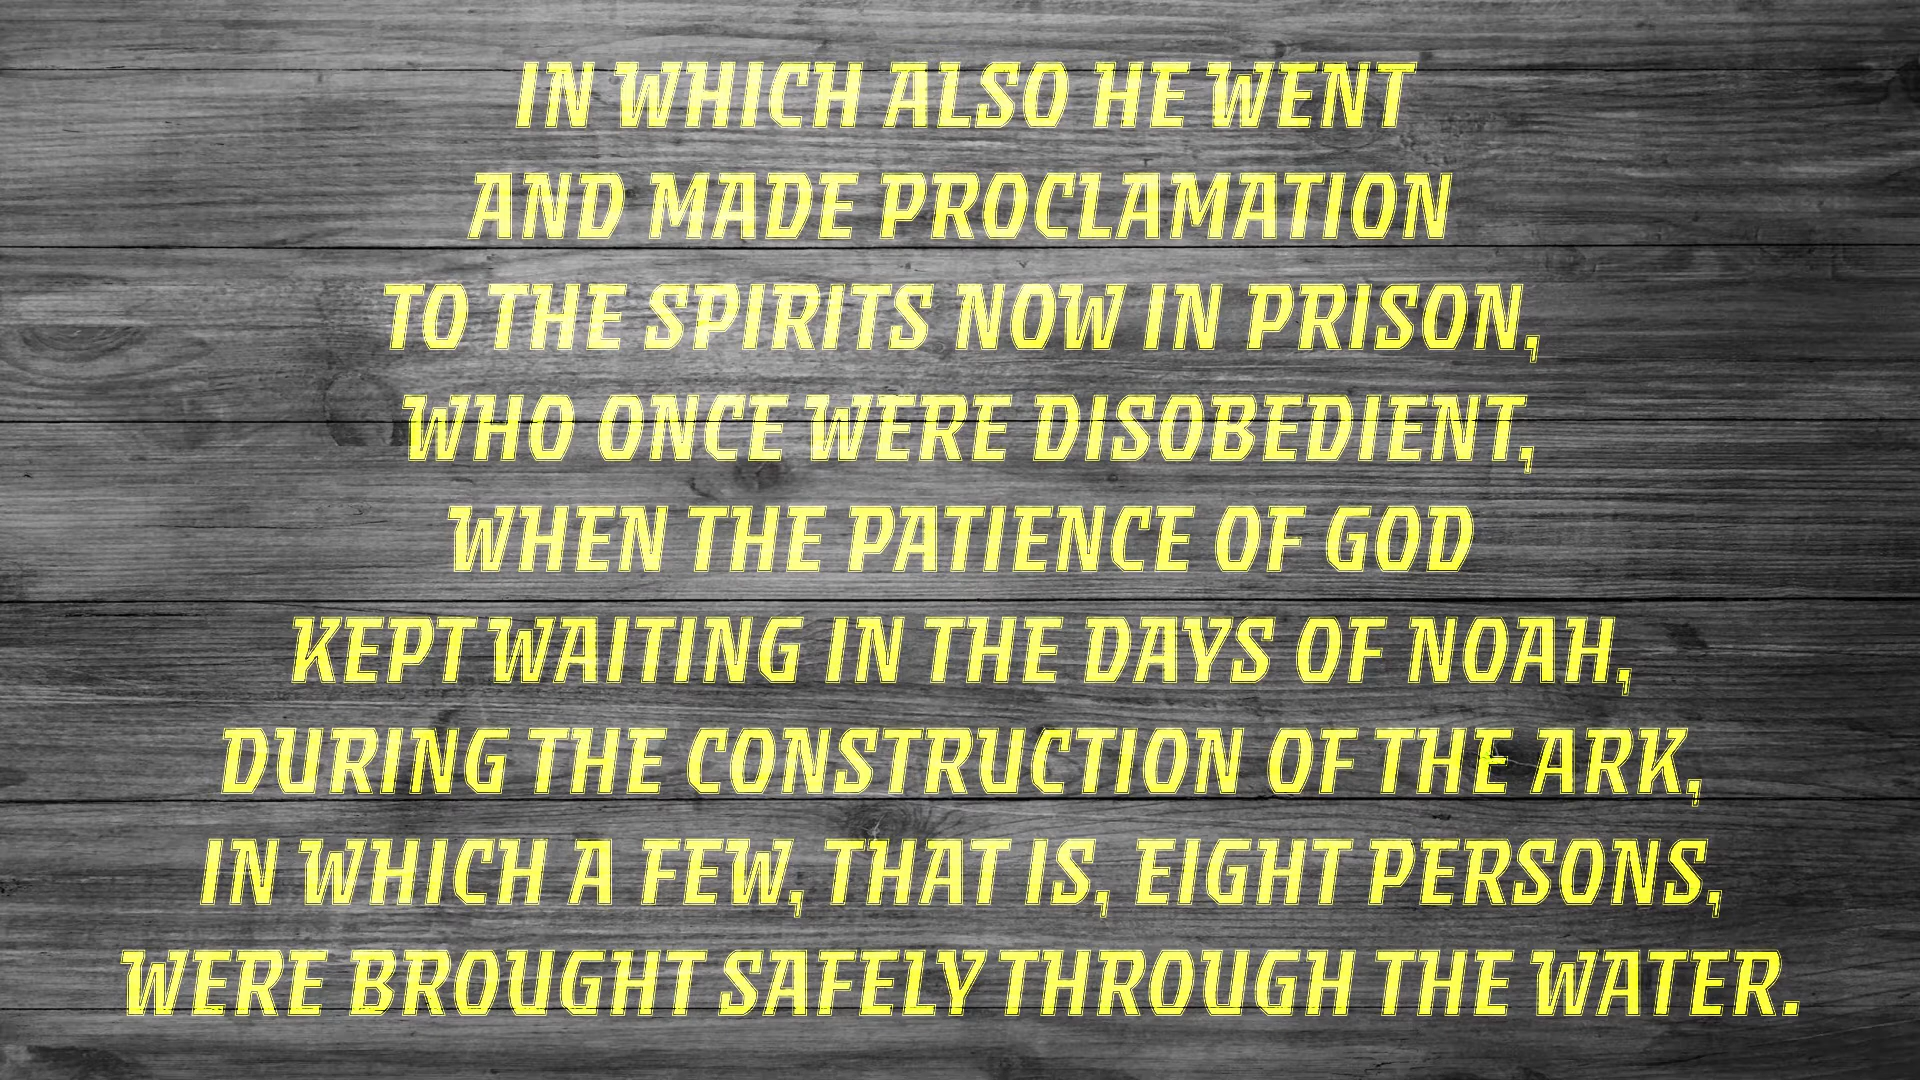 IN WHICH ALSO HE WENT
AND MADE PROCLAMATION
TO THE SPIRITS NOW IN PRISON,
WHO ONCE WERE DISOBEDIENT,
WHEN THE PATIENCE OF GOD
KEPT WAITING IN THE DAYS OF NOAH,
DURING THE CONSTRUCTION OF THE ARK,
IN WHICH A FEW, THAT IS, EIGHT PERSONS,
WERE BROUGHT SAFELY THROUGH THE WATER.